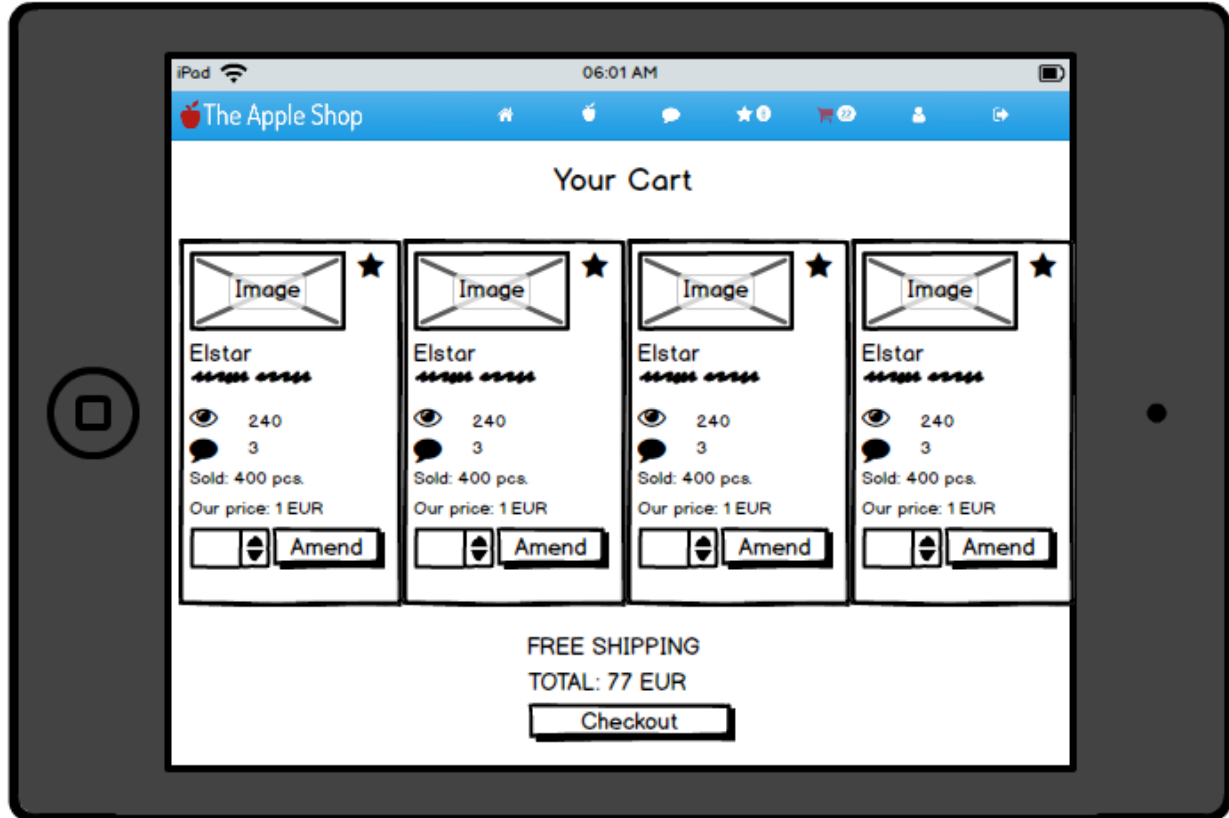 iPad 06:01 AM
The Apple Shop 22
Your Cart
Image Image Image Image
Elstar Elstar Elstar Elstar
240 240 240 240
3 3 3 3
Sold: 400 pcs. Sold: 400 pcs. Sold: 400 pcs. Sold: 400 pcs.
Our price: 1 EUR Our price: 1 EUR Our price: 1 EUR Our price: 1 EUR
Amend Amend Amend Amend
FREE SHIPPING
TOTAL: 77 EUR
Checkout